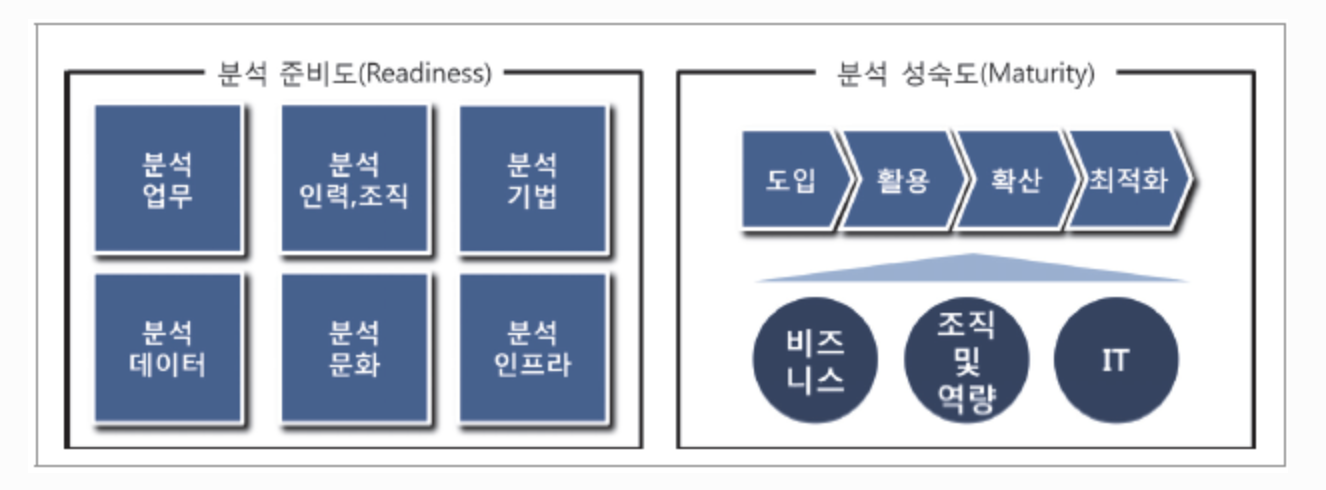 분석 준비도(Readiness)
분석
업무
분석
인력,조직
분석
기법
분석
데이터
분석
문화
분석
인프라
분석 성숙도(Maturity)
도입
활용
확산
최적화
비즈
니스
조직
및
역량
IT